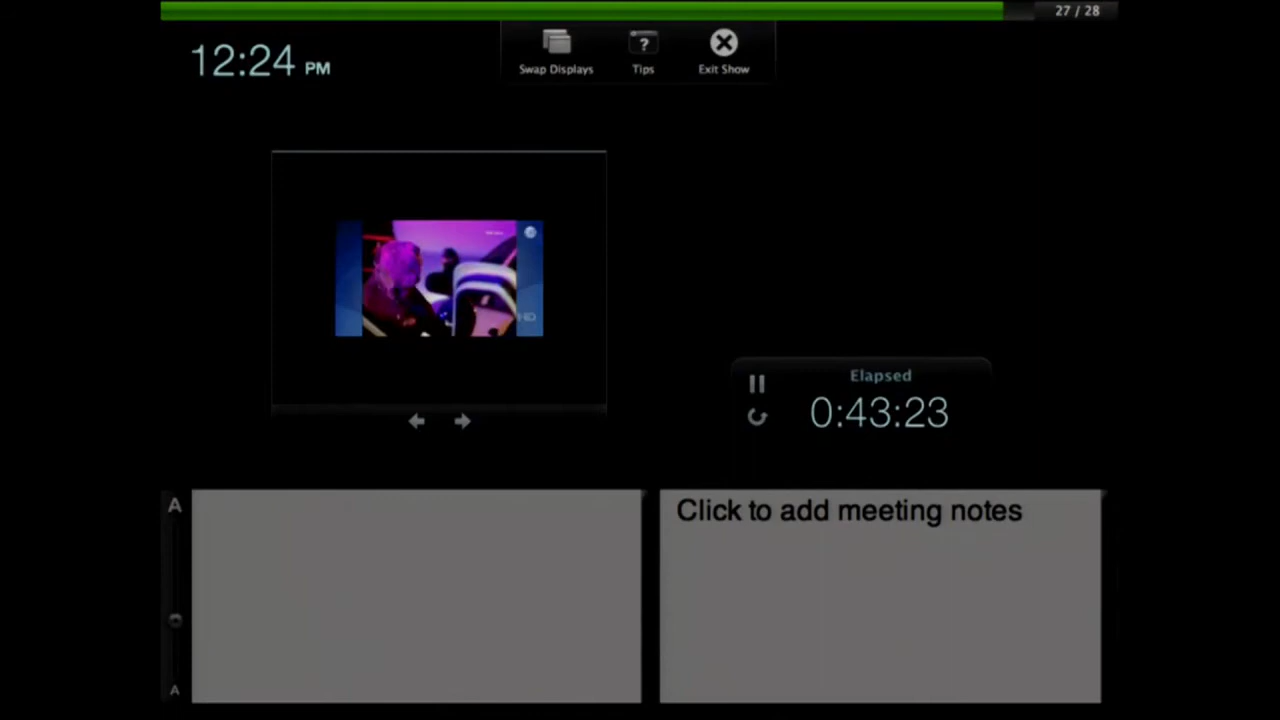 27 / 28
12:24 PM
Swap Displays
Tips
Exit Show
HD
Elapsed
0:43:23
A
Click to add meeting notes
A